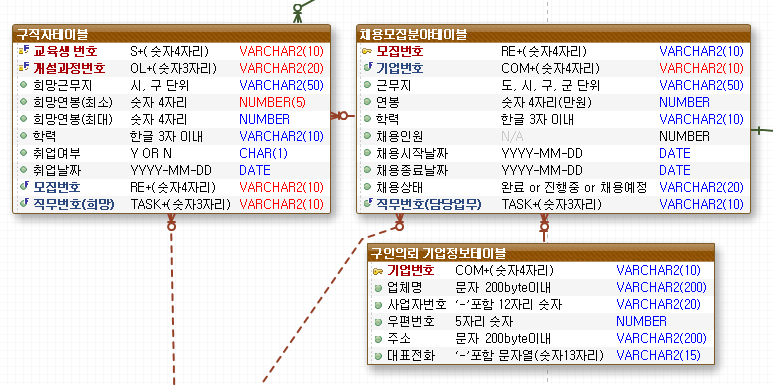 구직자테이블
교육생 번호 S+(숫자4자리) VARCHAR2(10)
개설과정번호 OL+(숫자3자리) VARCHAR2(20)
희망근무지 시, 구 단위 VARCHAR2(50)
희망연봉(최소) 숫자 4자리 NUMBER(5)
희망연봉(최대) 숫자 4자리 NUMBER
학력 한글 3자 이내 VARCHAR2(10)
취업여부 Y OR N CHAR(1)
취업날짜 YYYY-MM-DD DATE
모집번호 RE+(숫자4자리) VARCHAR2(10)
직무번호(희망) TASK+(숫자3자리) VARCHAR2(10)
채용모집분야테이블
모집번호 RE+(숫자4자리) VARCHAR2(10)
기업번호 COM+(숫자4자리) VARCHAR2(10)
근무지 도, 시, 구, 군 단위 VARCHAR2(50)
연봉 숫자 4자리(만원) NUMBER
학력 한글 3자 이내 VARCHAR2(10)
채용인원 N/A NUMBER
채용시작날짜 YYYY-MM-DD DATE
채용종료날짜 YYYY-MM-DD DATE
채용상태 완료 or 진행중 or 채용예정 VARCHAR2(20)
직무번호(담당업무) TASK+(숫자3자리) VARCHAR2(10)
구인의뢰 기업정보테이블
기업번호 COM+(숫자4자리) VARCHAR2(10)
업체명 문자 200byte이내 VARCHAR2(200)
사업자번호 '-'포함 12자리 숫자 VARCHAR2(20)
우편번호 5자리 숫자 NUMBER
주소 문자 200byte이내 VARCHAR2(200)
대표전화 '-'포함 문자열(숫자13자리) VARCHAR2(15)